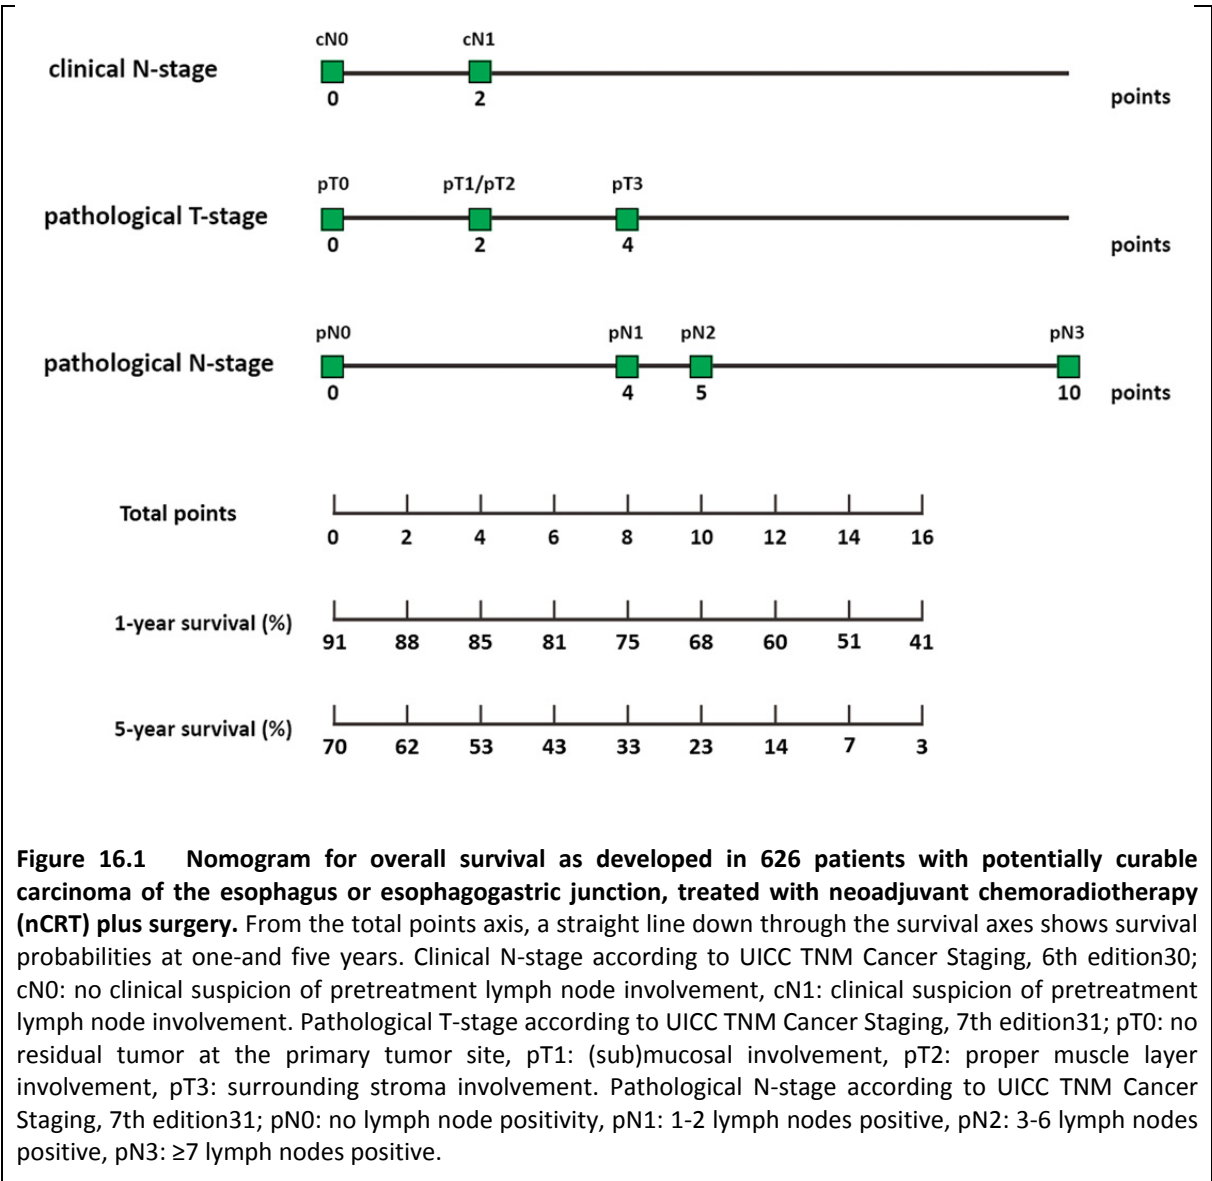 cN0 cN1
clinical N-stage
0 2 points
pT0 pT1/pT2 pT3
pathological T-stage
0 2 4 points
pN0 pN1 pN2 pN3
pathological N-stage
0 4 5 10 points
Total points
0 2 4 6 8 10 12 14 16
1-year survival (%)
91 88 85 81 75 68 60 51 41
5-year survival (%)
70 62 53 43 33 23 14 7 3
Figure 16.1 Nomogram for overall survival as developed in 626 patients with potentially curable
carcinoma of the esophagus or esophagogastric junction, treated with neoadjuvant chemoradiotherapy
(nCRT) plus surgery. From the total points axis, a straight line down through the survival axes shows survival
probabilities at one-and five years. Clinical N-stage according to UICC TNM Cancer Staging, 6th edition30;
cN0: no clinical suspicion of pretreatment lymph node involvement, cN1: clinical suspicion of pretreatment
lymph node involvement. Pathological T-stage according to UICC TNM Cancer Staging, 7th edition31; pT0: no
residual tumor at the primary tumor site, pT1: (sub)mucosal involvement, pT2: proper muscle layer
involvement, pT3: surrounding stroma involvement. Pathological N-stage according to UICC TNM Cancer
Staging, 7th edition31; pN0: no lymph node positivity, pN1: 1-2 lymph nodes positive, pN2: 3-6 lymph nodes
positive, pN3: ≥7 lymph nodes positive.